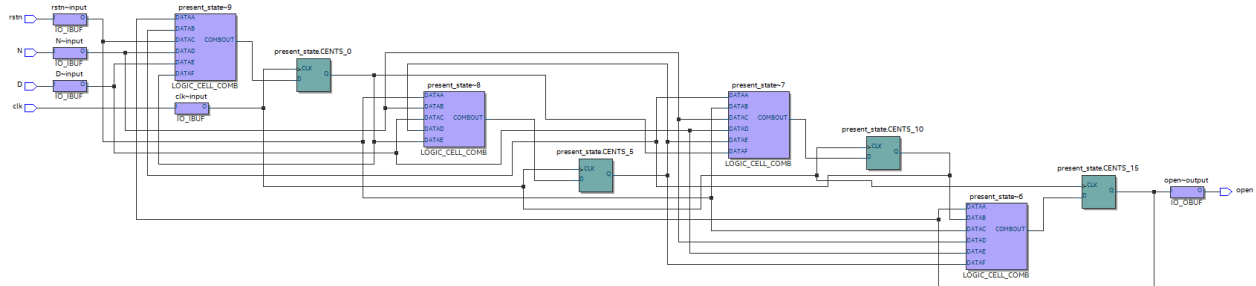 rstn
rstn~input
O
IO_IBUF
N
N~input
O
IO_IBUF
D
D~input
O
IO_IBUF
clk
clk~input
O
IO_IBUF
present_state~9
DATAA
DATAB
DATAC
DATAD
DATAE
DATAF
COMBOUT
LOGIC_CELL_COMB
present_state.CENTS_0
CLK
D
Q
present_state~8
DATAA
DATAB
DATAC
DATAD
DATAE
COMBOUT
LOGIC_CELL_COMB
present_state.CENTS_5
CLK
D
Q
present_state~7
DATAA
DATAB
DATAC
DATAD
DATAE
DATAF
COMBOUT
LOGIC_CELL_COMB
present_state.CENTS_10
CLK
D
Q
present_state~6
DATAA
DATAB
DATAC
DATAD
DATAE
DATAF
COMBOUT
LOGIC_CELL_COMB
present_state.CENTS_15
CLK
D
Q
open~output
I
O
IO_OBUF
open